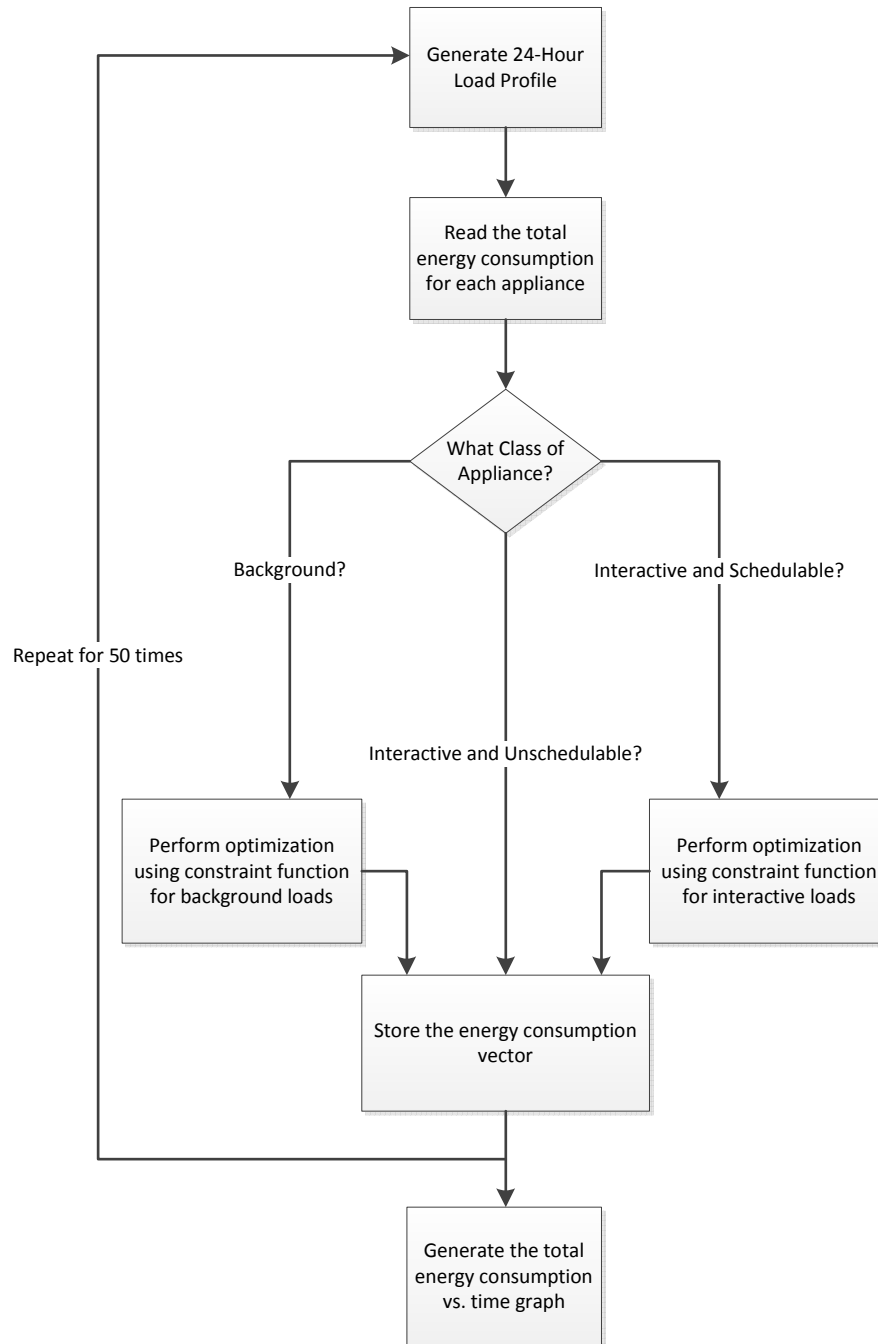 Generate 24-Hour
Load Profile
Read the total
energy consumption
for each appliance
What Class of
Appliance?
Background?
Interactive and Schedulable?
Repeat for 50 times
Interactive and Unschedulable?
Perform optimization
using constraint function
for background loads
Perform optimization
using constraint function
for interactive loads
Store the energy consumption
vector
Generate the total
energy consumption
vs. time graph